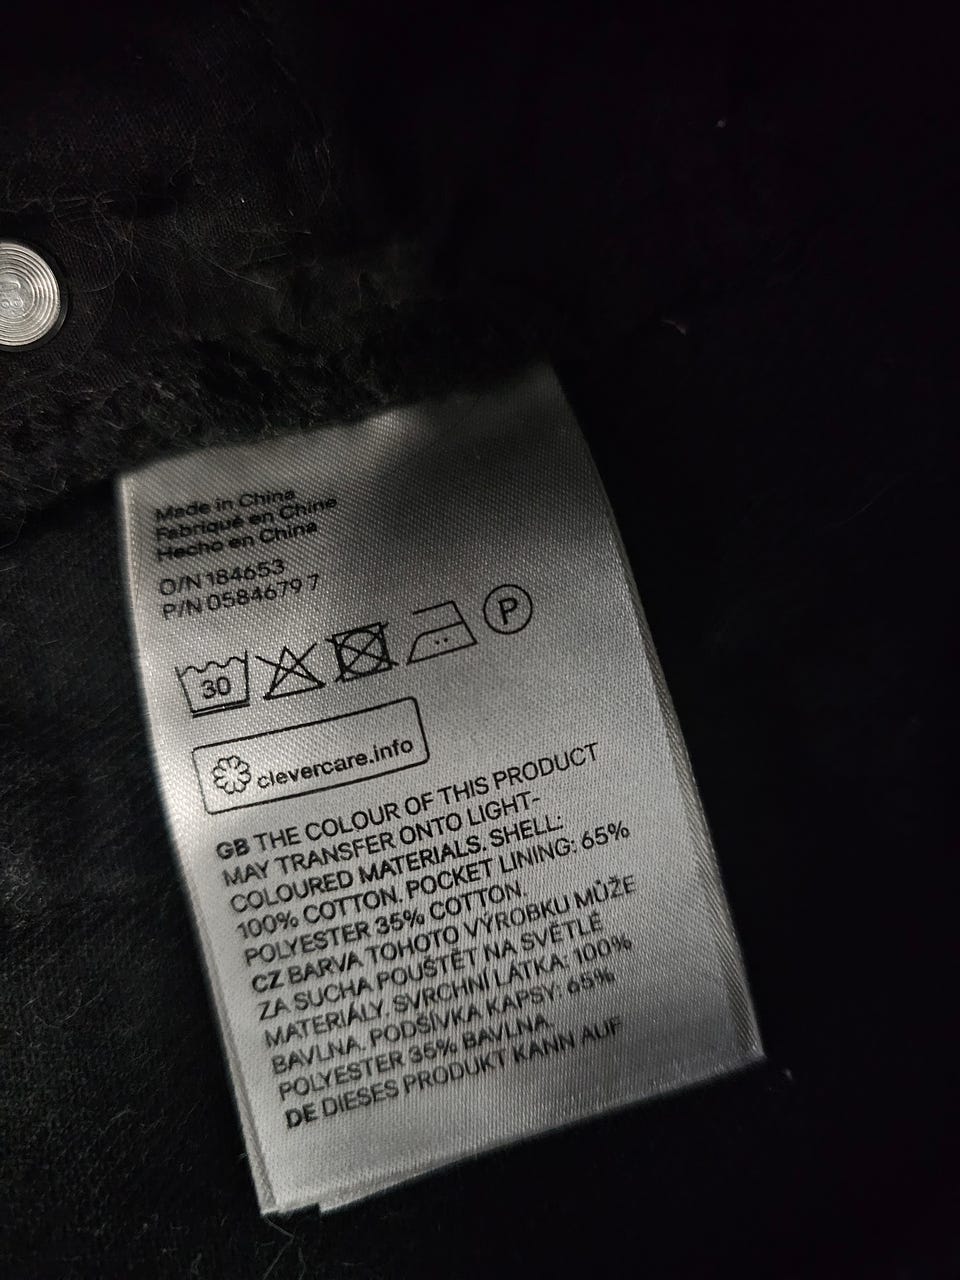 Made in China
Fabriqué en Chine
Hecho en China
O/N 184653
P/N 0584679 7
30
P
clevercare.info
GB THE COLOUR OF THIS PRODUCT
MAY TRANSFER ONTO LIGHT-
COLOURED MATERIALS. SHELL:
100% COTTON. POCKET LINING: 65%
POLYESTER 35% COTTON.
CZ BARVA TOHOTO VÝROBKU MŮŽE
ZA SUCHA POUŠTĚT NA SVĚTLÉ
MATERIÁLY. SVRCHNÍ LÁTKA: 100%
BAVLNA. PODŠÍVKA KAPSY: 65%
POLYESTER 35% BAVLNA.
DE DIESES PRODUKT KANN AUF